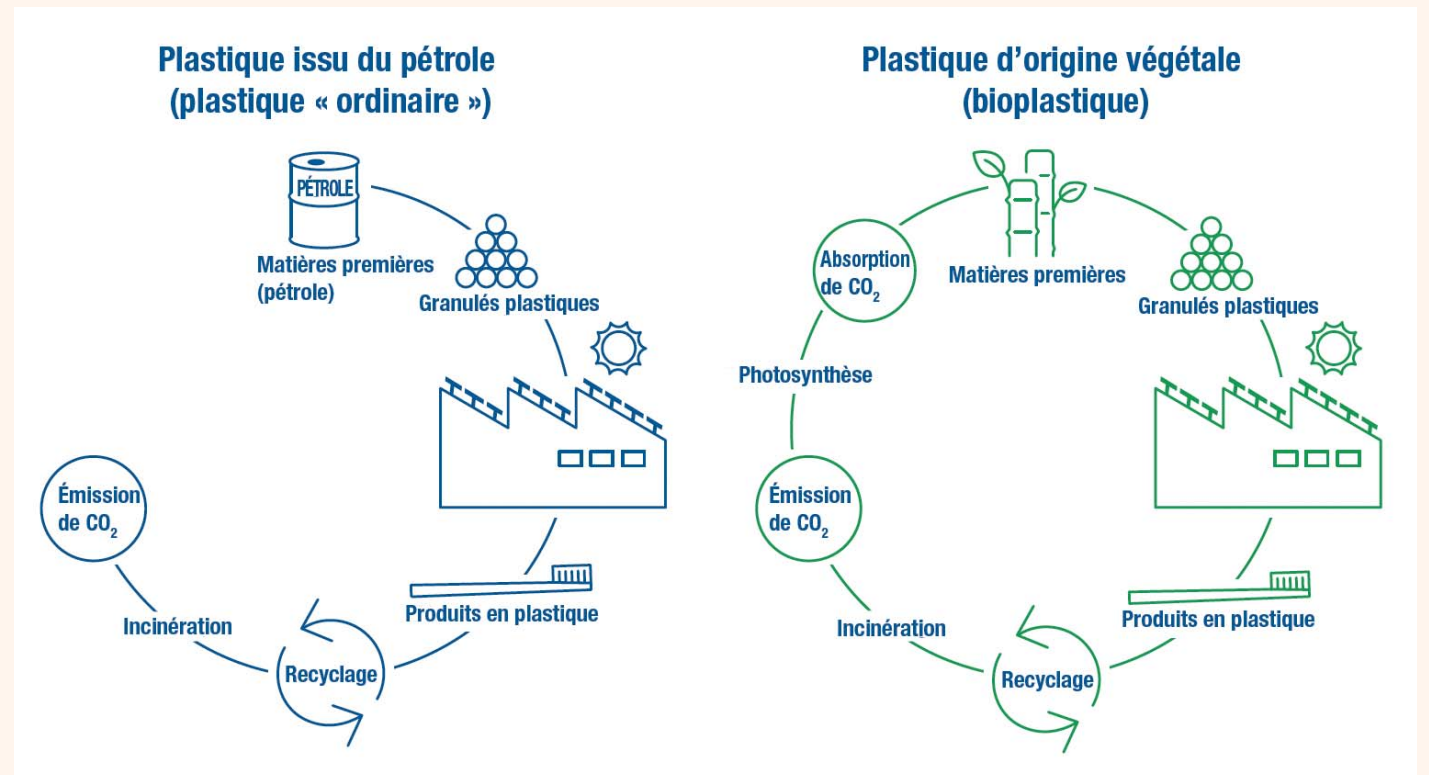 Plastique issu du pétrole
(plastique « ordinaire »)
PÉTROLE
Matières premières
(pétrole)
Granulés plastiques
Produits en plastique
Recyclage
Incinération
Émission
de CO₂
Plastique d’origine végétale
(bioplastique)
Matières premières
Granulés plastiques
Produits en plastique
Recyclage
Incinération
Émission
de CO₂
Photosynthèse
Absorption
de CO₂